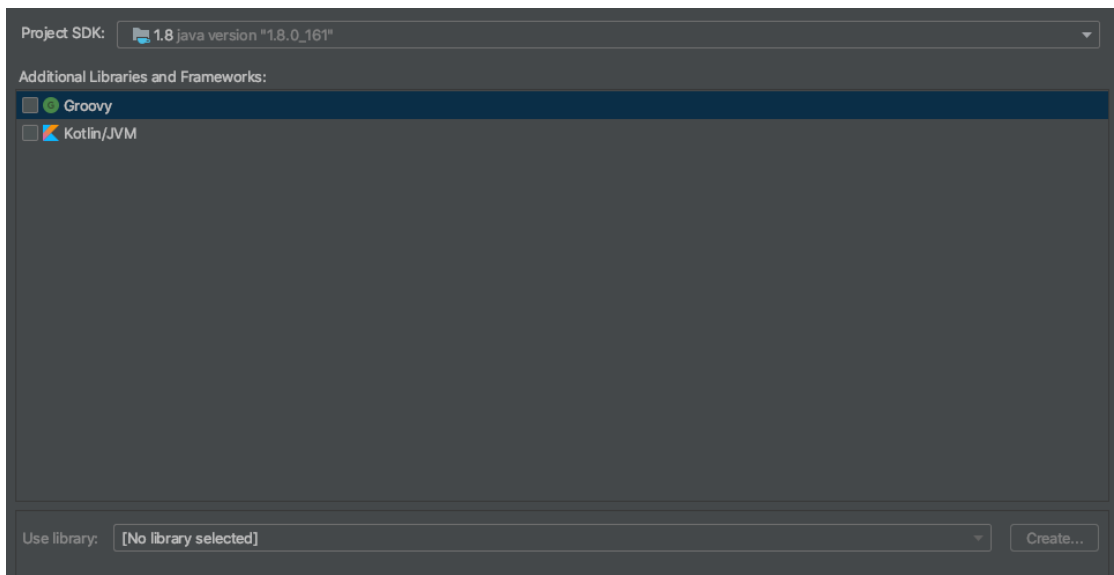 Project SDK: 1.8 java version "1.8.0_161"
Additional Libraries and Frameworks:
G Groovy
Kotlin/JVM
Use library: [No library selected] Create...